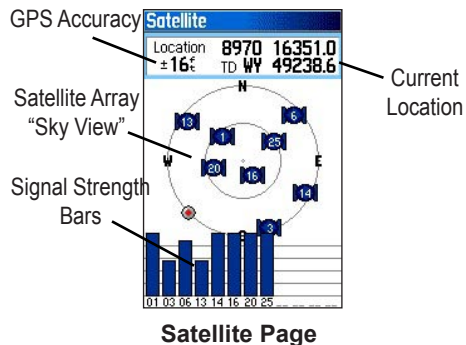 GPS Accuracy
Satellite
Location 8970 16351.0
±16f TD WY 49238.6
Current
Location
Satellite Array
“Sky View”
N
13
6
1
25
W
E
20
16
14
Signal Strength
Bars
3
01 03 06 13 14 16 20 25
Satellite Page